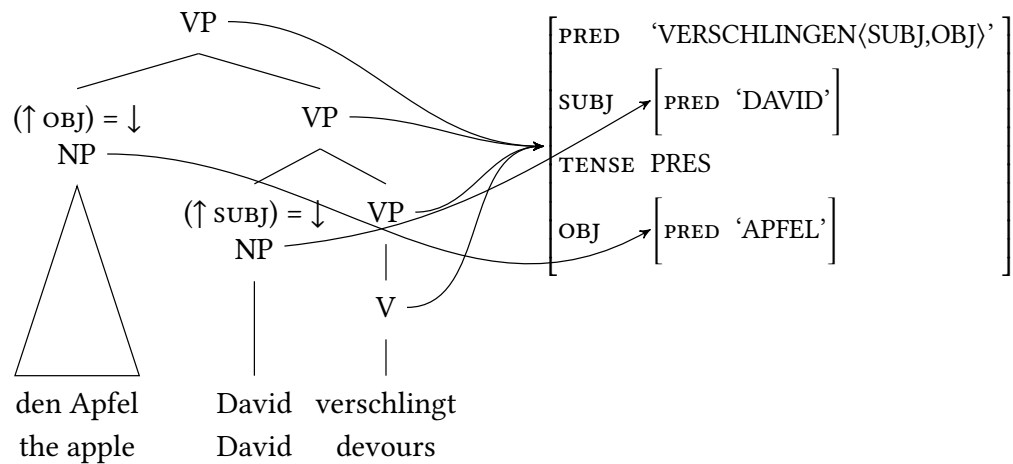 VP
PRED ‘VERSCHLINGEN⟨SUBJ,OBJ⟩’
SUBJ PRED ‘DAVID’
(↑ OBJ) = ↓ VP
NP
TENSE PRES
(↑ SUBJ) = ↓ VP
OBJ PRED ‘APFEL’
NP
V
den Apfel David verschlingt
the apple David devours